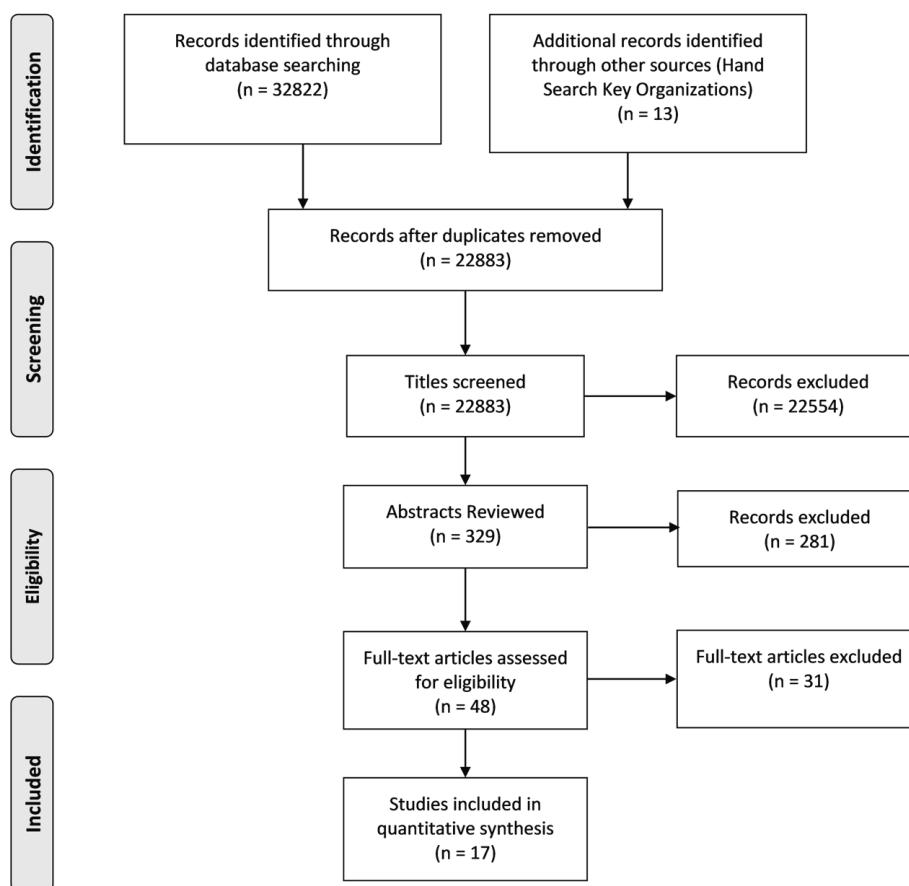 Identification
Records identified through
database searching
(n = 32822)
Additional records identified
through other sources (Hand
Search Key Organizations)
(n = 13)
Records after duplicates removed
(n = 22883)
Screening
Titles screened
(n = 22883)
Records excluded
(n = 22554)
Eligibility
Abstracts Reviewed
(n = 329)
Records excluded
(n = 281)
Full-text articles assessed
for eligibility
(n = 48)
Full-text articles excluded
(n = 31)
Included
Studies included in
quantitative synthesis
(n = 17)